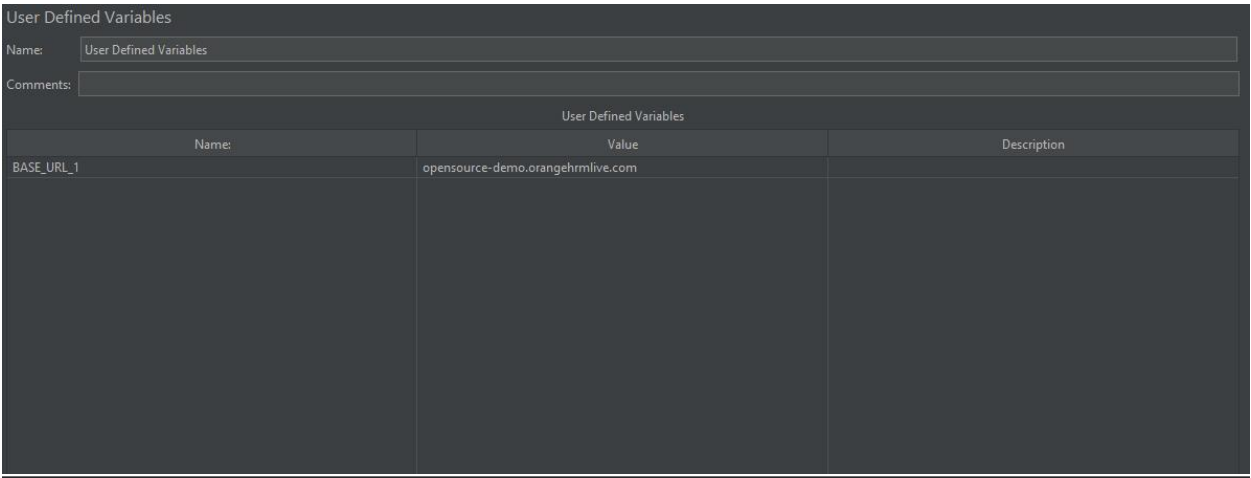 User Defined Variables
Name: User Defined Variables
Comments:
User Defined Variables
Name: Value Description
BASE_URL_1 opensource-demo.orangehrmlive.com